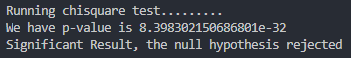 Running chisquare test.........
We have p-value is 8.398302150686801e-32
Significant Result, the null hypothesis rejected